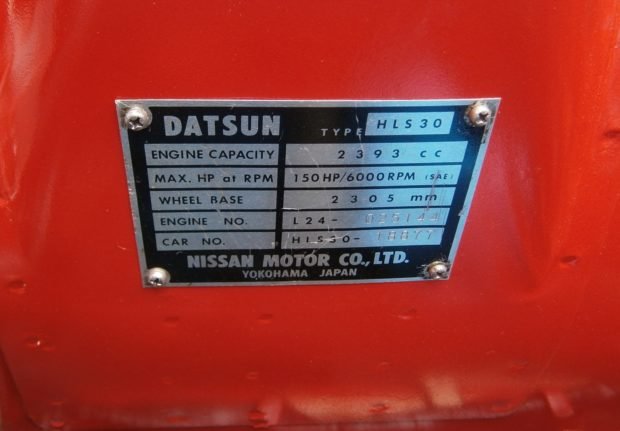 DATSUN TYPE HLS30
ENGINE CAPACITY 2393 cc
MAX. HP at RPM 150HP/6000RPM (SAE)
WHEEL BASE 2305 mm
ENGINE NO. L24-
CAR NO. HLS30-
NISSAN MOTOR CO., LTD.
YOKOHAMA JAPAN